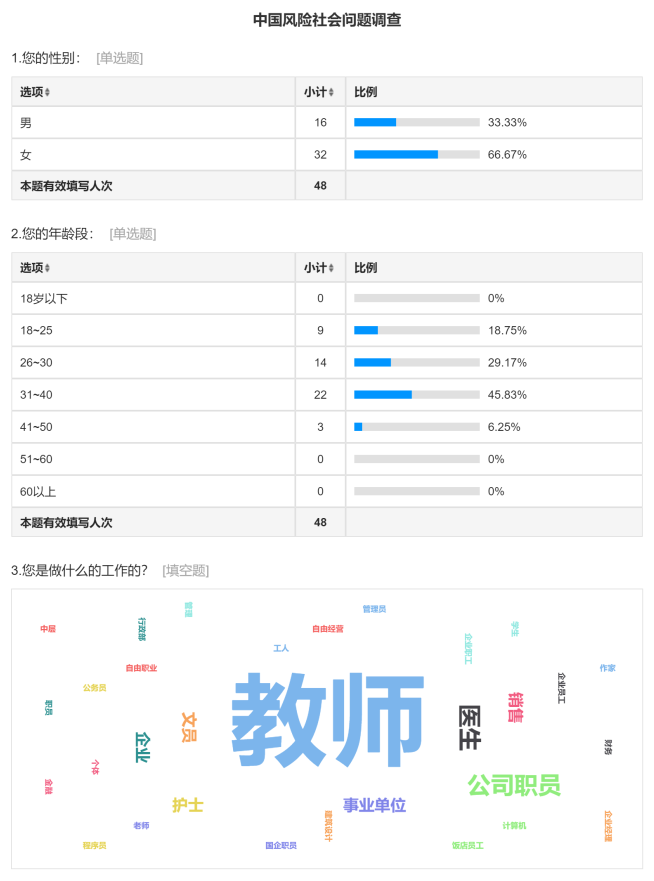 中国风险社会问题调查
1.您的性别： [单选题]
选项 小计 比例
男 16 33.33%
女 32 66.67%
本题有效填写人次 48
2.您的年龄段： [单选题]
选项 小计 比例
18岁以下 0 0%
18~25 9 18.75%
26~30 14 29.17%
31~40 22 45.83%
41~50 3 6.25%
51~60 0 0%
60以上 0 0%
本题有效填写人次 48
3.您是做什么的工作的? [填空题]
管理
管理员
中层
行政部
自由经营
学生
工人
企业职工
自由职业
作家
公务员
企业员工
职员
教师
销售
文员
医生
企业
财务
个体
金融
公司职员
护士
事业单位
老师
建筑设计
计算机
企业经理
程序员
国企职员
饭店员工